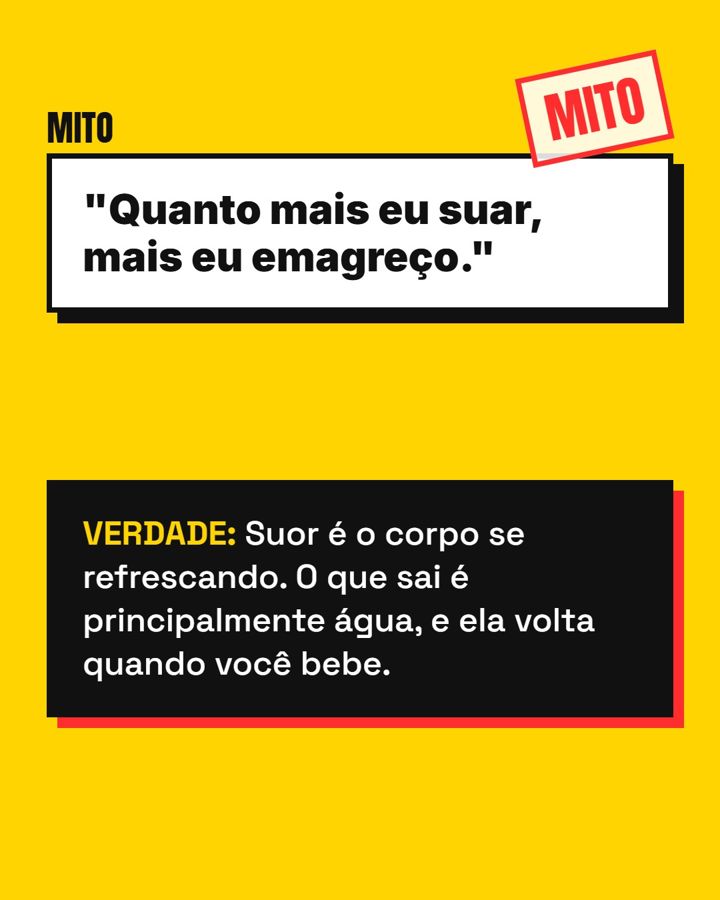 MITO
MITO
"Quanto mais eu suar,
mais eu emagreço."
VERDADE: Suor é o corpo se
refrescando. O que sai é
principalmente água, e ela volta
quando você bebe.